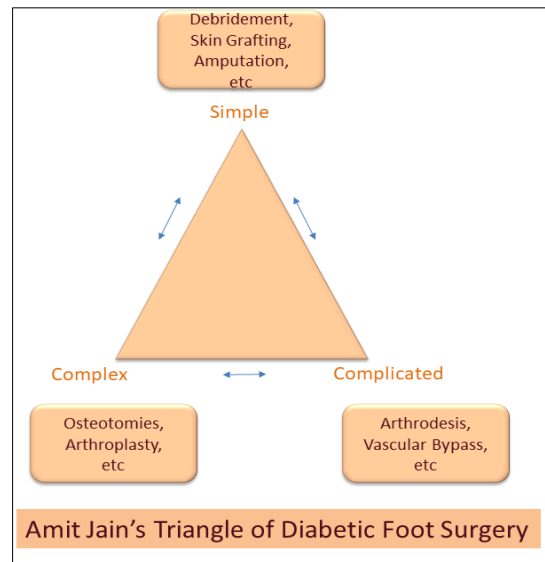 Debridement,
Skin Grafting,
Amputation,
etc
Simple
Complex
Complicated
Osteotomies,
Arthroplasty,
etc
Arthrodesis,
Vascular Bypass,
etc
Amit Jain's Triangle of Diabetic Foot Surgery